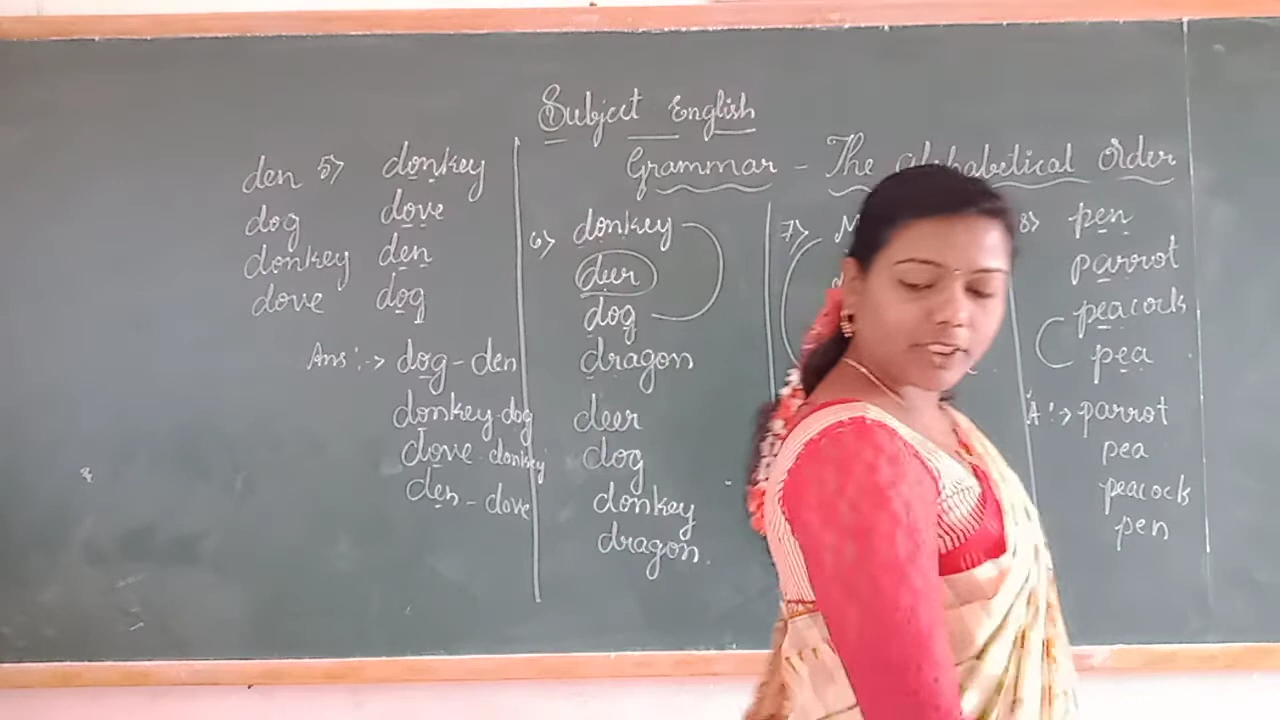 Subject English
Grammar - The alphabetical Order
den 5> donkey
dog dove
donkey den
dove dog
Ans :-> dog - den
donkey - dog
dove - donkey
den - dove
6> donkey
deer
dog
dragon
deer
dog
donkey
dragon.
7>
8> pen
parrot
peacock
pea
A :-> parrot
pea
peacock
pen